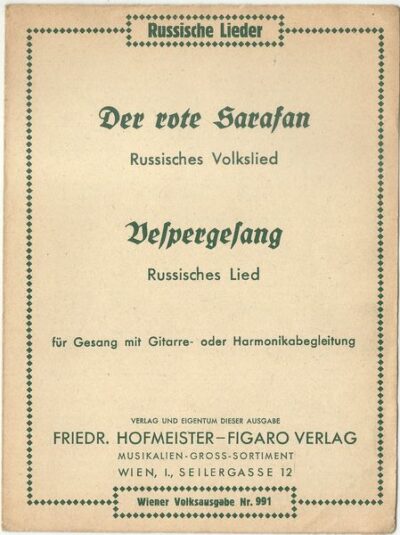 Russische Lieder
Der rote Sarafan
Russisches Volkslied
Vespergesang
Russisches Lied
für Gesang mit Gitarre- oder Harmonikabegleitung
VERLAG UND EIGENTUM DIESER AUSGABE
FRIEDR. HOFMEISTER–FIGARO VERLAG
MUSIKALIEN-GROSS-SORTIMENT
WIEN, I., SEILERGASSE 12
Wiener Volksausgabe Nr. 991